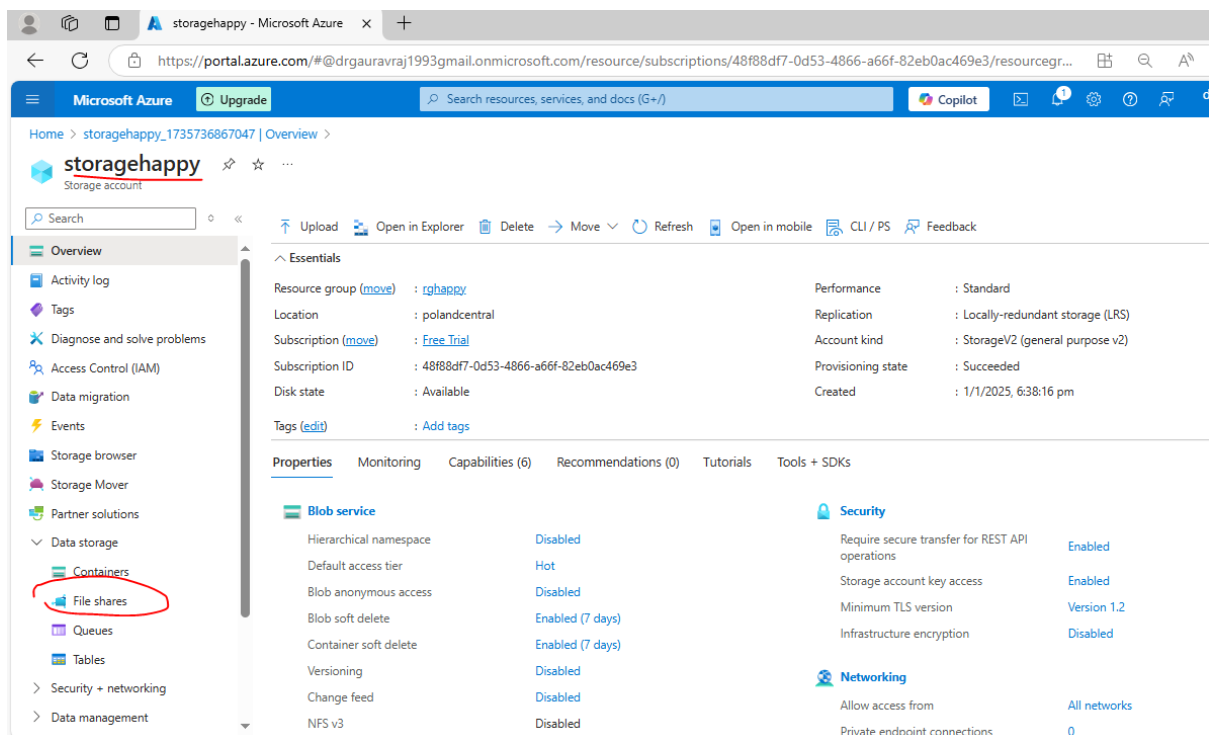 storagehappy - Microsoft Azure
https://portal.azure.com/#@drgauravraj1993gmail.onmicrosoft.com/resource/subscriptions/48f88df7-0d53-4866-a66f-82eb0ac469e3/resourcegr...
Microsoft Azure Upgrade Search resources, services, and docs (G+/) Copilot 1
Home > storagehappy_1735736867047 | Overview >
storagehappy
Storage account
Search
Upload Open in Explorer Delete Move Refresh Open in mobile CLI / PS Feedback
Overview
Activity log
Tags
Diagnose and solve problems
Access Control (IAM)
Data migration
Events
Storage browser
Storage Mover
Partner solutions
Data storage
Containers
File shares
Queues
Tables
Security + networking
Data management
Essentials
Resource group (move) : rghappy
Location : polandcentral
Subscription (move) : Free Trial
Subscription ID : 48f88df7-0d53-4866-a66f-82eb0ac469e3
Disk state : Available
Tags (edit) : Add tags
Performance : Standard
Replication : Locally-redundant storage (LRS)
Account kind : StorageV2 (general purpose v2)
Provisioning state : Succeeded
Created : 1/1/2025, 6:38:16 pm
Properties Monitoring Capabilities (6) Recommendations (0) Tutorials Tools + SDKs
Blob service
Hierarchical namespace Disabled
Default access tier Hot
Blob anonymous access Disabled
Blob soft delete Enabled (7 days)
Container soft delete Enabled (7 days)
Versioning Disabled
Change feed Disabled
NFS v3 Disabled
Security
Require secure transfer for REST API
operations Enabled
Storage account key access Enabled
Minimum TLS version Version 1.2
Infrastructure encryption Disabled
Networking
Allow access from All networks
Private endpoint connections 0